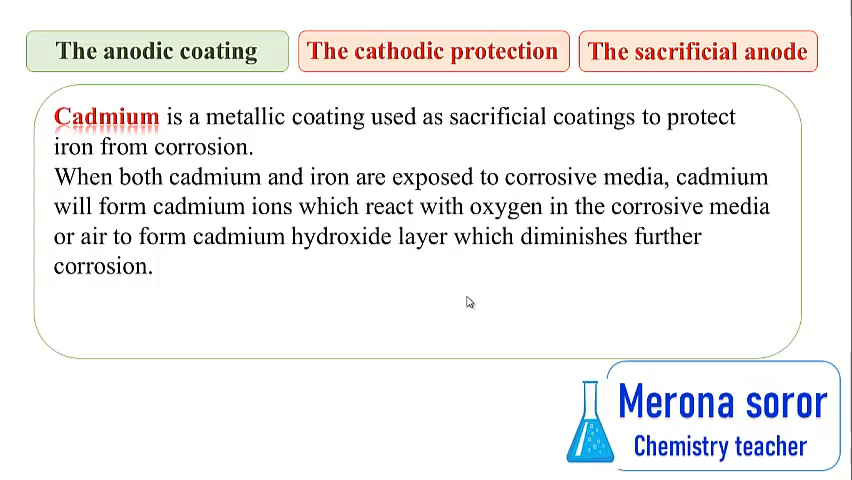 The anodic coating
The cathodic protection
The sacrificial anode
Cadmium is a metallic coating used as sacrificial coatings to protect
iron from corrosion.
When both cadmium and iron are exposed to corrosive media, cadmium
will form cadmium ions which react with oxygen in the corrosive media
or air to form cadmium hydroxide layer which diminishes further
corrosion.
Merona soror
Chemistry teacher